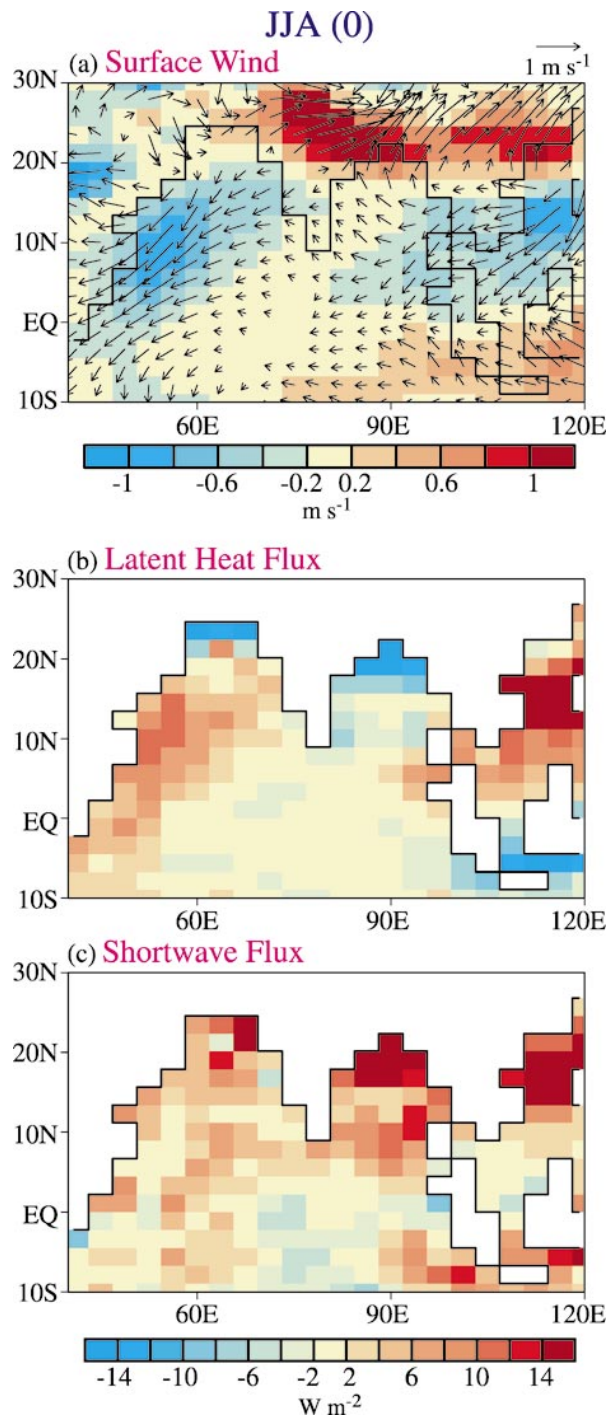 JJA (0)
(a) Surface Wind
1 m s-1
30N
20N
10N
EQ
10S
60E 90E 120E
-1 -0.6 -0.2 0.2 0.6 1
m s-1
(b) Latent Heat Flux
30N
20N
10N
EQ
10S
60E 90E 120E
(c) Shortwave Flux
30N
20N
10N
EQ
10S
60E 90E 120E
-14 -10 -6 -2 2 6 10 14
W m-2